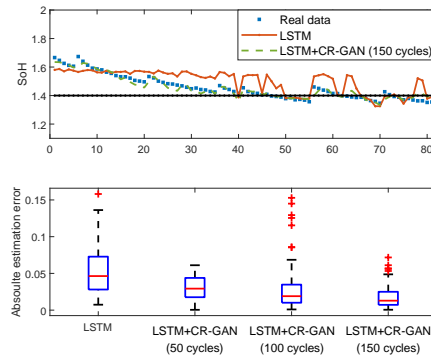 2
1.8
1.6
1.4
1.2
SoH
Real data
LSTM
LSTM+CR-GAN (150 cycles)
0 10 20 30 40 50 60 70 80
0.15
0.1
0.05
0
Absoulte estimation error
LSTM
LSTM+CR-GAN LSTM+CR-GAN LSTM+CR-GAN
(50 cycles) (100 cycles) (150 cycles)